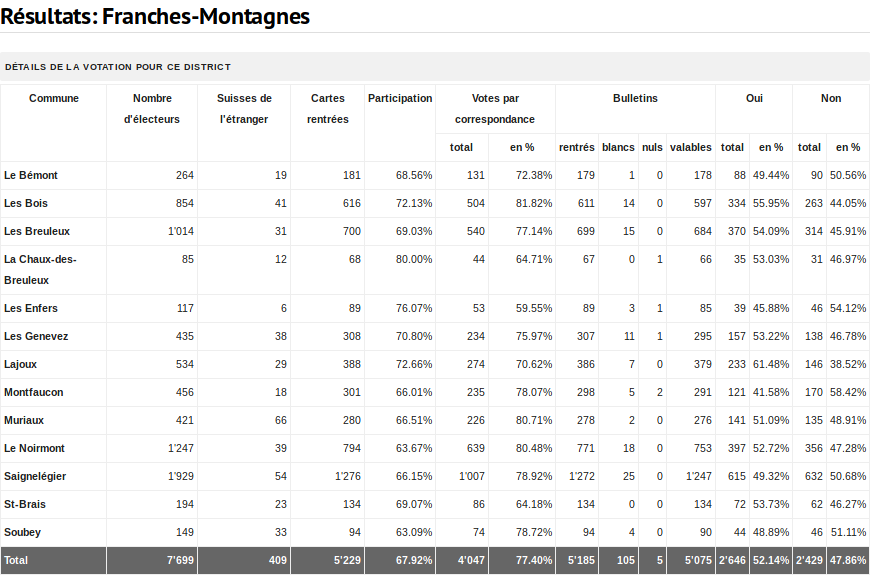 Résultats: Franches-Montagnes
DÉTAILS DE LA VOTATION POUR CE DISTRICT
Commune Nombre d'électeurs Suisses de l'étranger Cartes rentrées Participation Votes par correspondance Bulletins Oui Non
total en % rentrés blancs nuls valables total en % total en %
Le Bémont 264 19 181 68.56% 131 72.38% 179 1 0 178 88 49.44% 90 50.56%
Les Bois 854 41 616 72.13% 504 81.82% 611 14 0 597 334 55.95% 263 44.05%
Les Breuleux 1'014 31 700 69.03% 540 77.14% 699 15 0 684 370 54.09% 314 45.91%
La Chaux-des-Breuleux 85 12 68 80.00% 44 64.71% 67 0 1 66 35 53.03% 31 46.97%
Les Enfers 117 6 89 76.07% 53 59.55% 89 3 1 85 39 45.88% 46 54.12%
Les Genevez 435 38 308 70.80% 234 75.97% 307 11 1 295 157 53.22% 138 46.78%
Lajoux 534 29 388 72.66% 274 70.62% 386 7 0 379 233 61.48% 146 38.52%
Montfaucon 456 18 301 66.01% 235 78.07% 298 5 2 291 121 41.58% 170 58.42%
Muriaux 421 66 280 66.51% 226 80.71% 278 2 0 276 141 51.09% 135 48.91%
Le Noirmont 1'247 39 794 63.67% 639 80.48% 771 18 0 753 397 52.72% 356 47.28%
Saignelégier 1'929 54 1'276 66.15% 1'007 78.92% 1'272 25 0 1'247 615 49.32% 632 50.68%
St-Brais 194 23 134 69.07% 86 64.18% 134 0 0 134 72 53.73% 62 46.27%
Soubey 149 33 94 63.09% 74 78.72% 94 4 0 90 44 48.89% 46 51.11%
Total 7'699 409 5'229 67.92% 4'047 77.40% 5'185 105 5 5'075 2'646 52.14% 2'429 47.86%